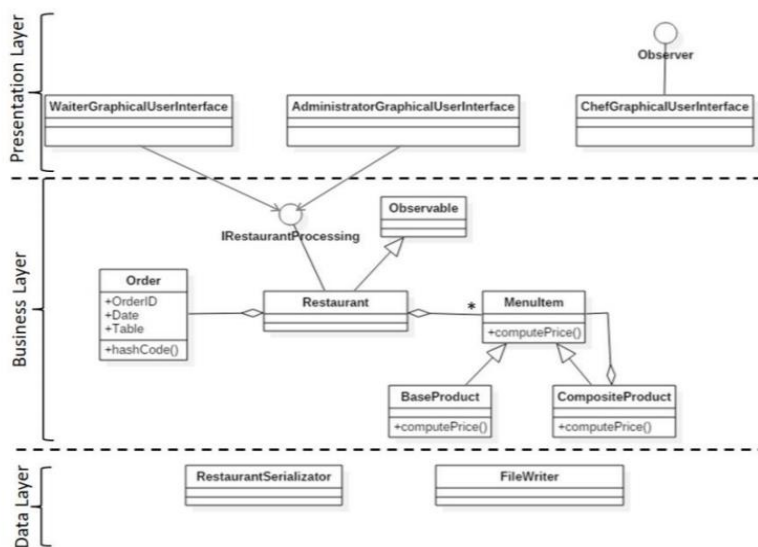 Presentation Layer
Observer
WaiterGraphicalUserInterface
AdministratorGraphicalUserInterface
ChefGraphicalUserInterface
Business Layer
Observable
IRestaurantProcessing
Order
+OrderID
+Date
+Table
+hashCode()
Restaurant
*
MenuItem
+computePrice()
BaseProduct
+computePrice()
CompositeProduct
+computePrice()
Data Layer
RestaurantSerializator
FileWriter